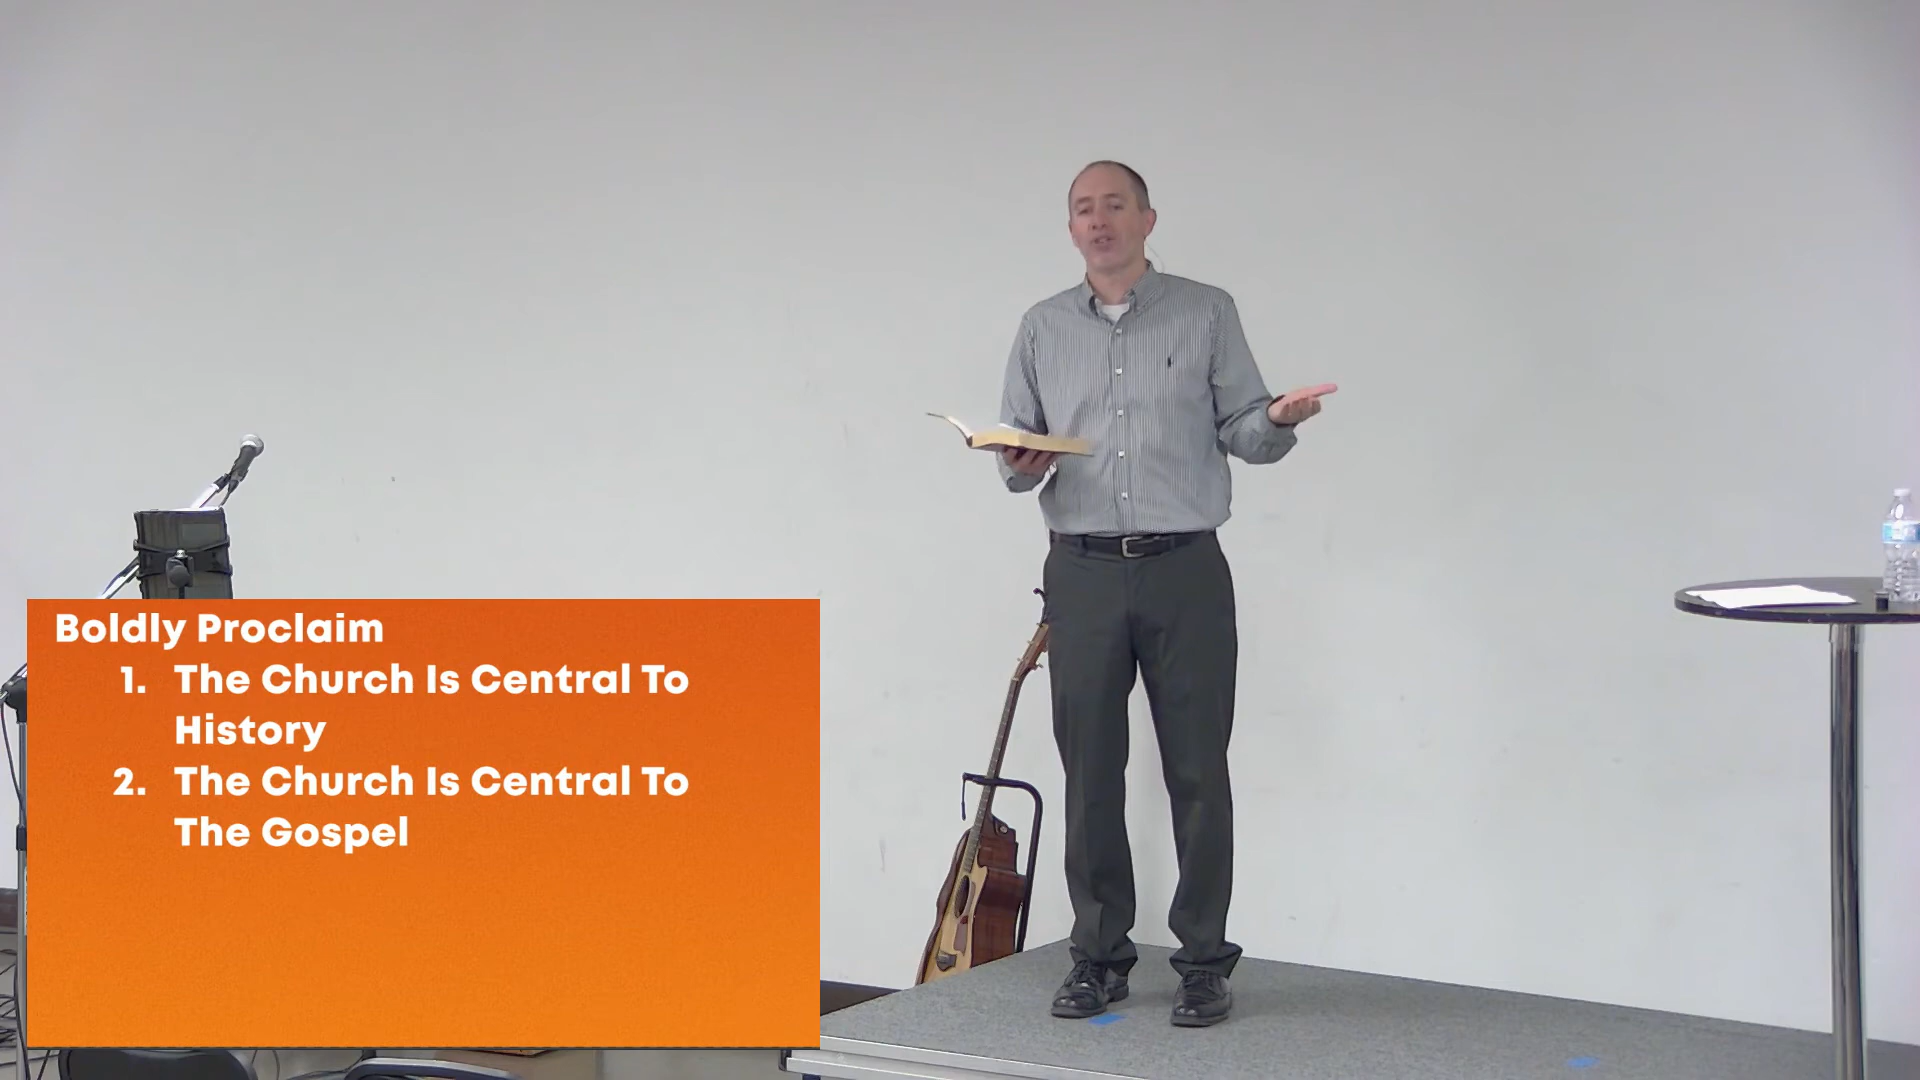 Boldly Proclaim
1. The Church Is Central To
History
2. The Church Is Central To
The Gospel